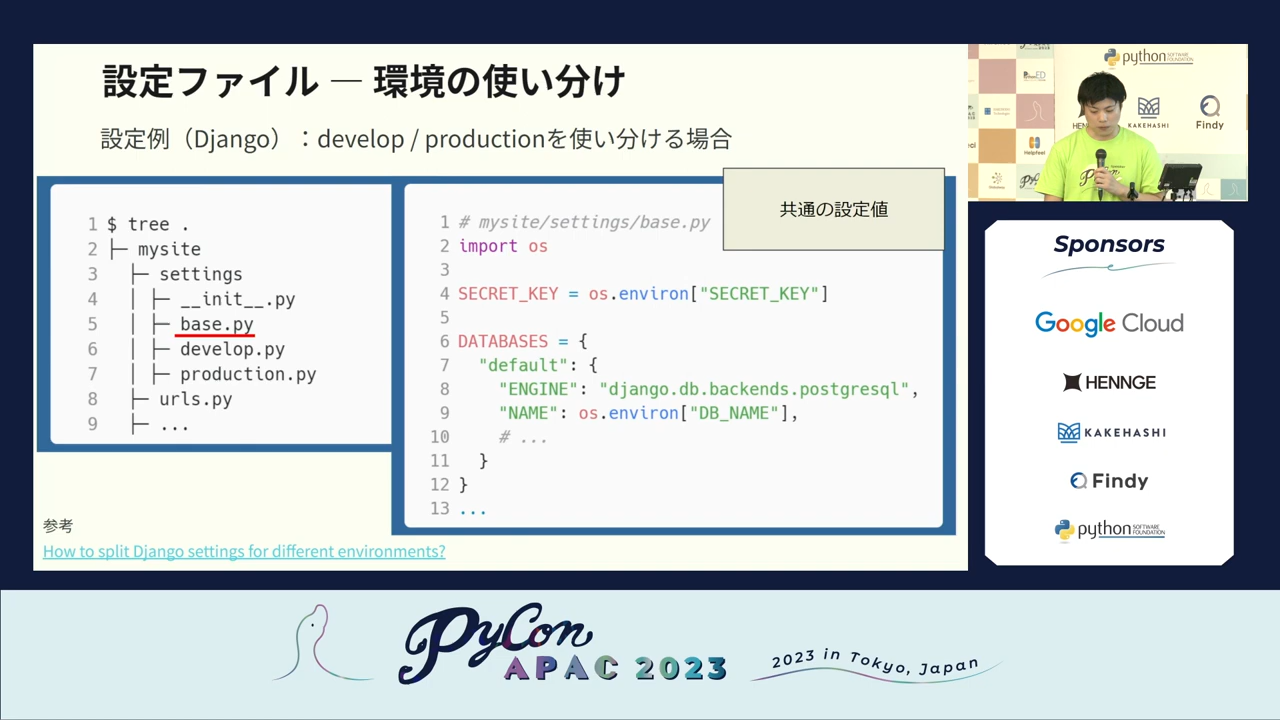 設定ファイル — 環境の使い分け
設定例（Django）：develop / productionを使い分ける場合
1 $ tree .
2 ├─ mysite
3 ├─ settings
4 │ ├─ __init__.py
5 │ ├─ base.py
6 │ ├─ develop.py
7 │ ├─ production.py
8 ├─ urls.py
9 ├─ ...
共通の設定値
1 # mysite/settings/base.py
2 import os
3
4 SECRET_KEY = os.environ["SECRET_KEY"]
5
6 DATABASES = {
7 "default": {
8 "ENGINE": "django.db.backends.postgresql",
9 "NAME": os.environ["DB_NAME"],
10 # ...
11 }
12 }
13 ...
参考
How to split Django settings for different environments?
python
KAKEHASHI
Findy
Helpfeel
Sponsors
Google Cloud
HENNGE
KAKEHASHI
Findy
python SOFTWARE FOUNDATION
PyCon
APAC 2023
2023 in Tokyo, Japan